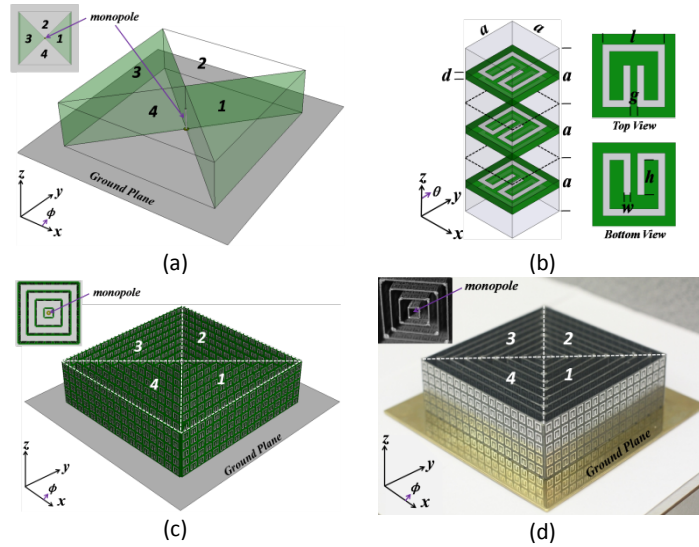 monopole
2
3
1
4
2
3
1
4
Ground Plane
z
y
ϕ
x
(a)
a
a
d
a
a
a
z
θ
y
x
l
g
Top View
h
w
Bottom View
(b)
monopole
3
2
4
1
Ground Plane
z
y
ϕ
x
(c)
monopole
3
2
4
1
Ground Plane
z
y
ϕ
x
(d)